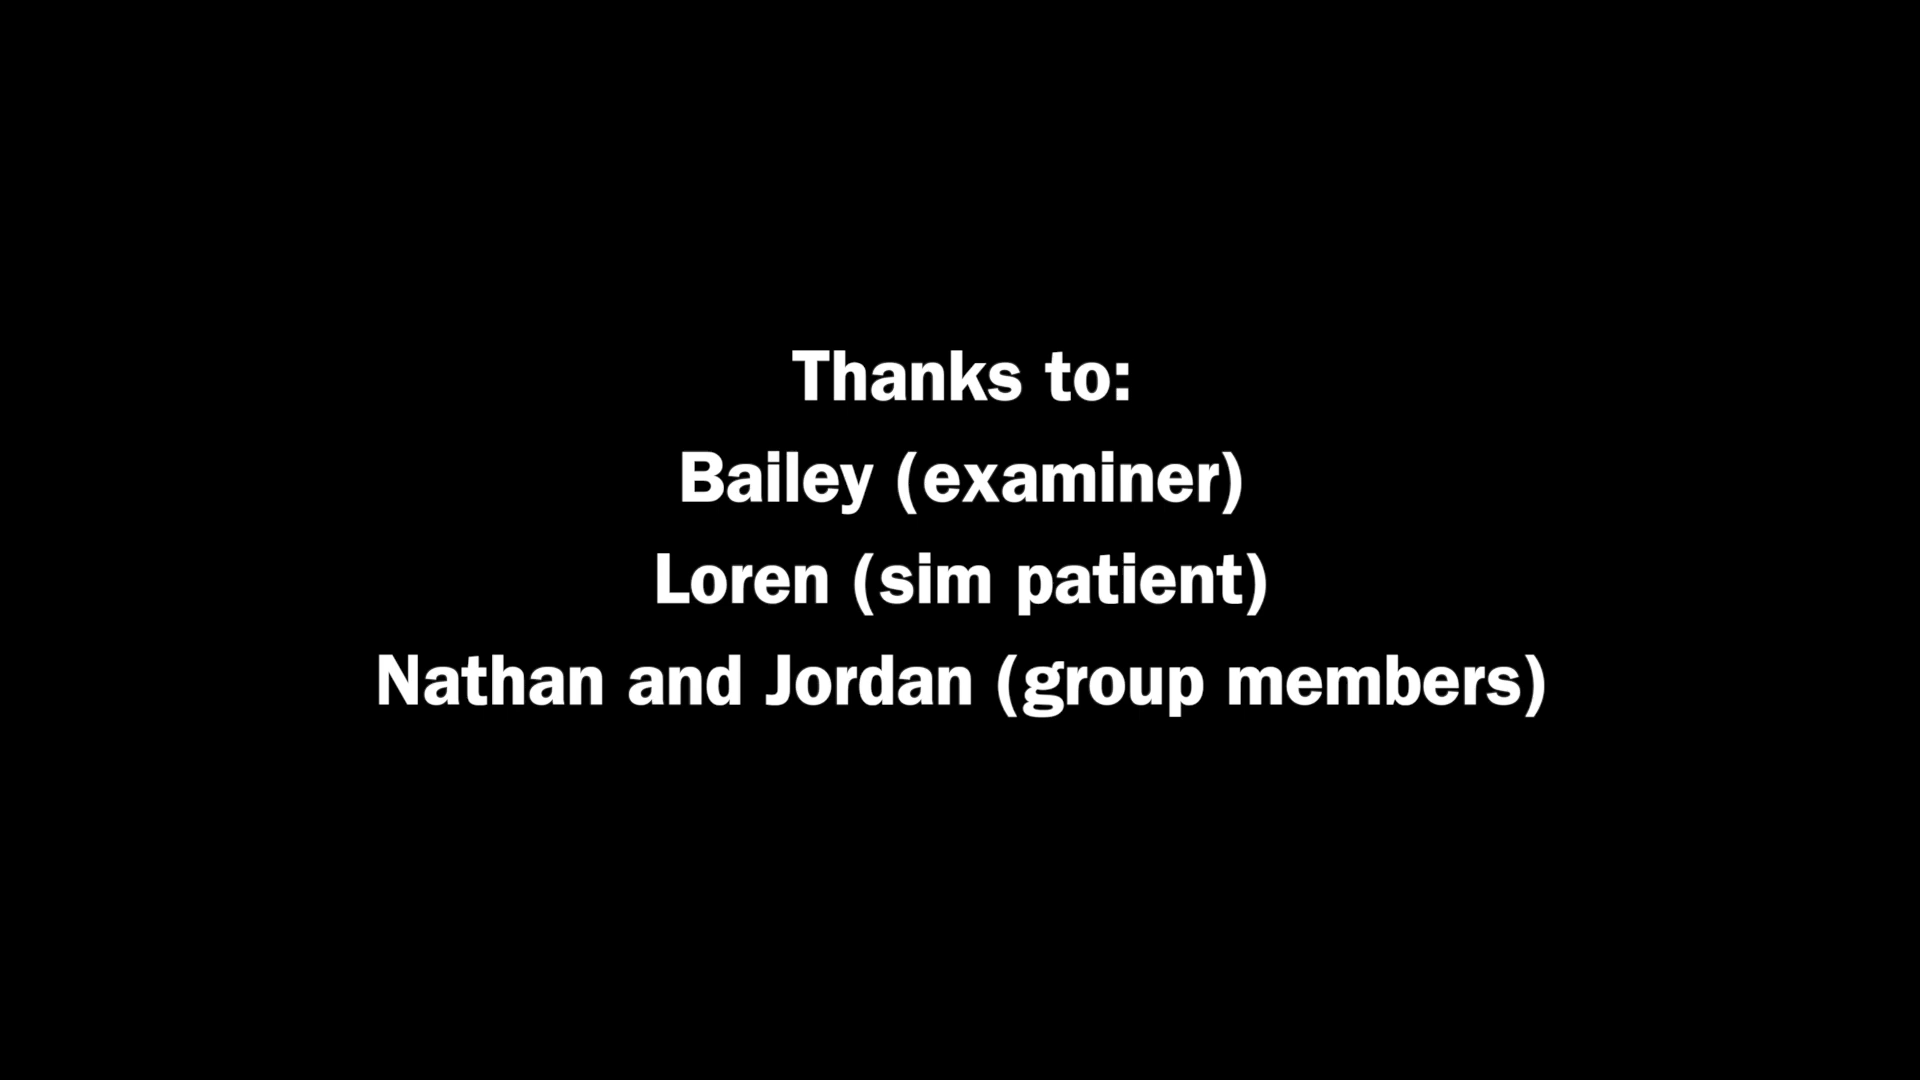 Thanks to:
Bailey (examiner)
Loren (sim patient)
Nathan and Jordan (group members)